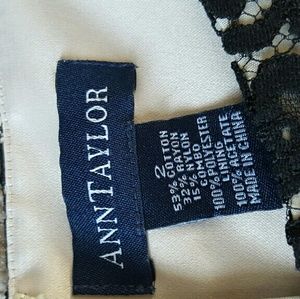 ANNTAYLOR
2
53% COTTON
32% RAYON
15% NYLON
COMBO
100% POLYESTER
LINING
100% ACETATE
MADE IN CHINA